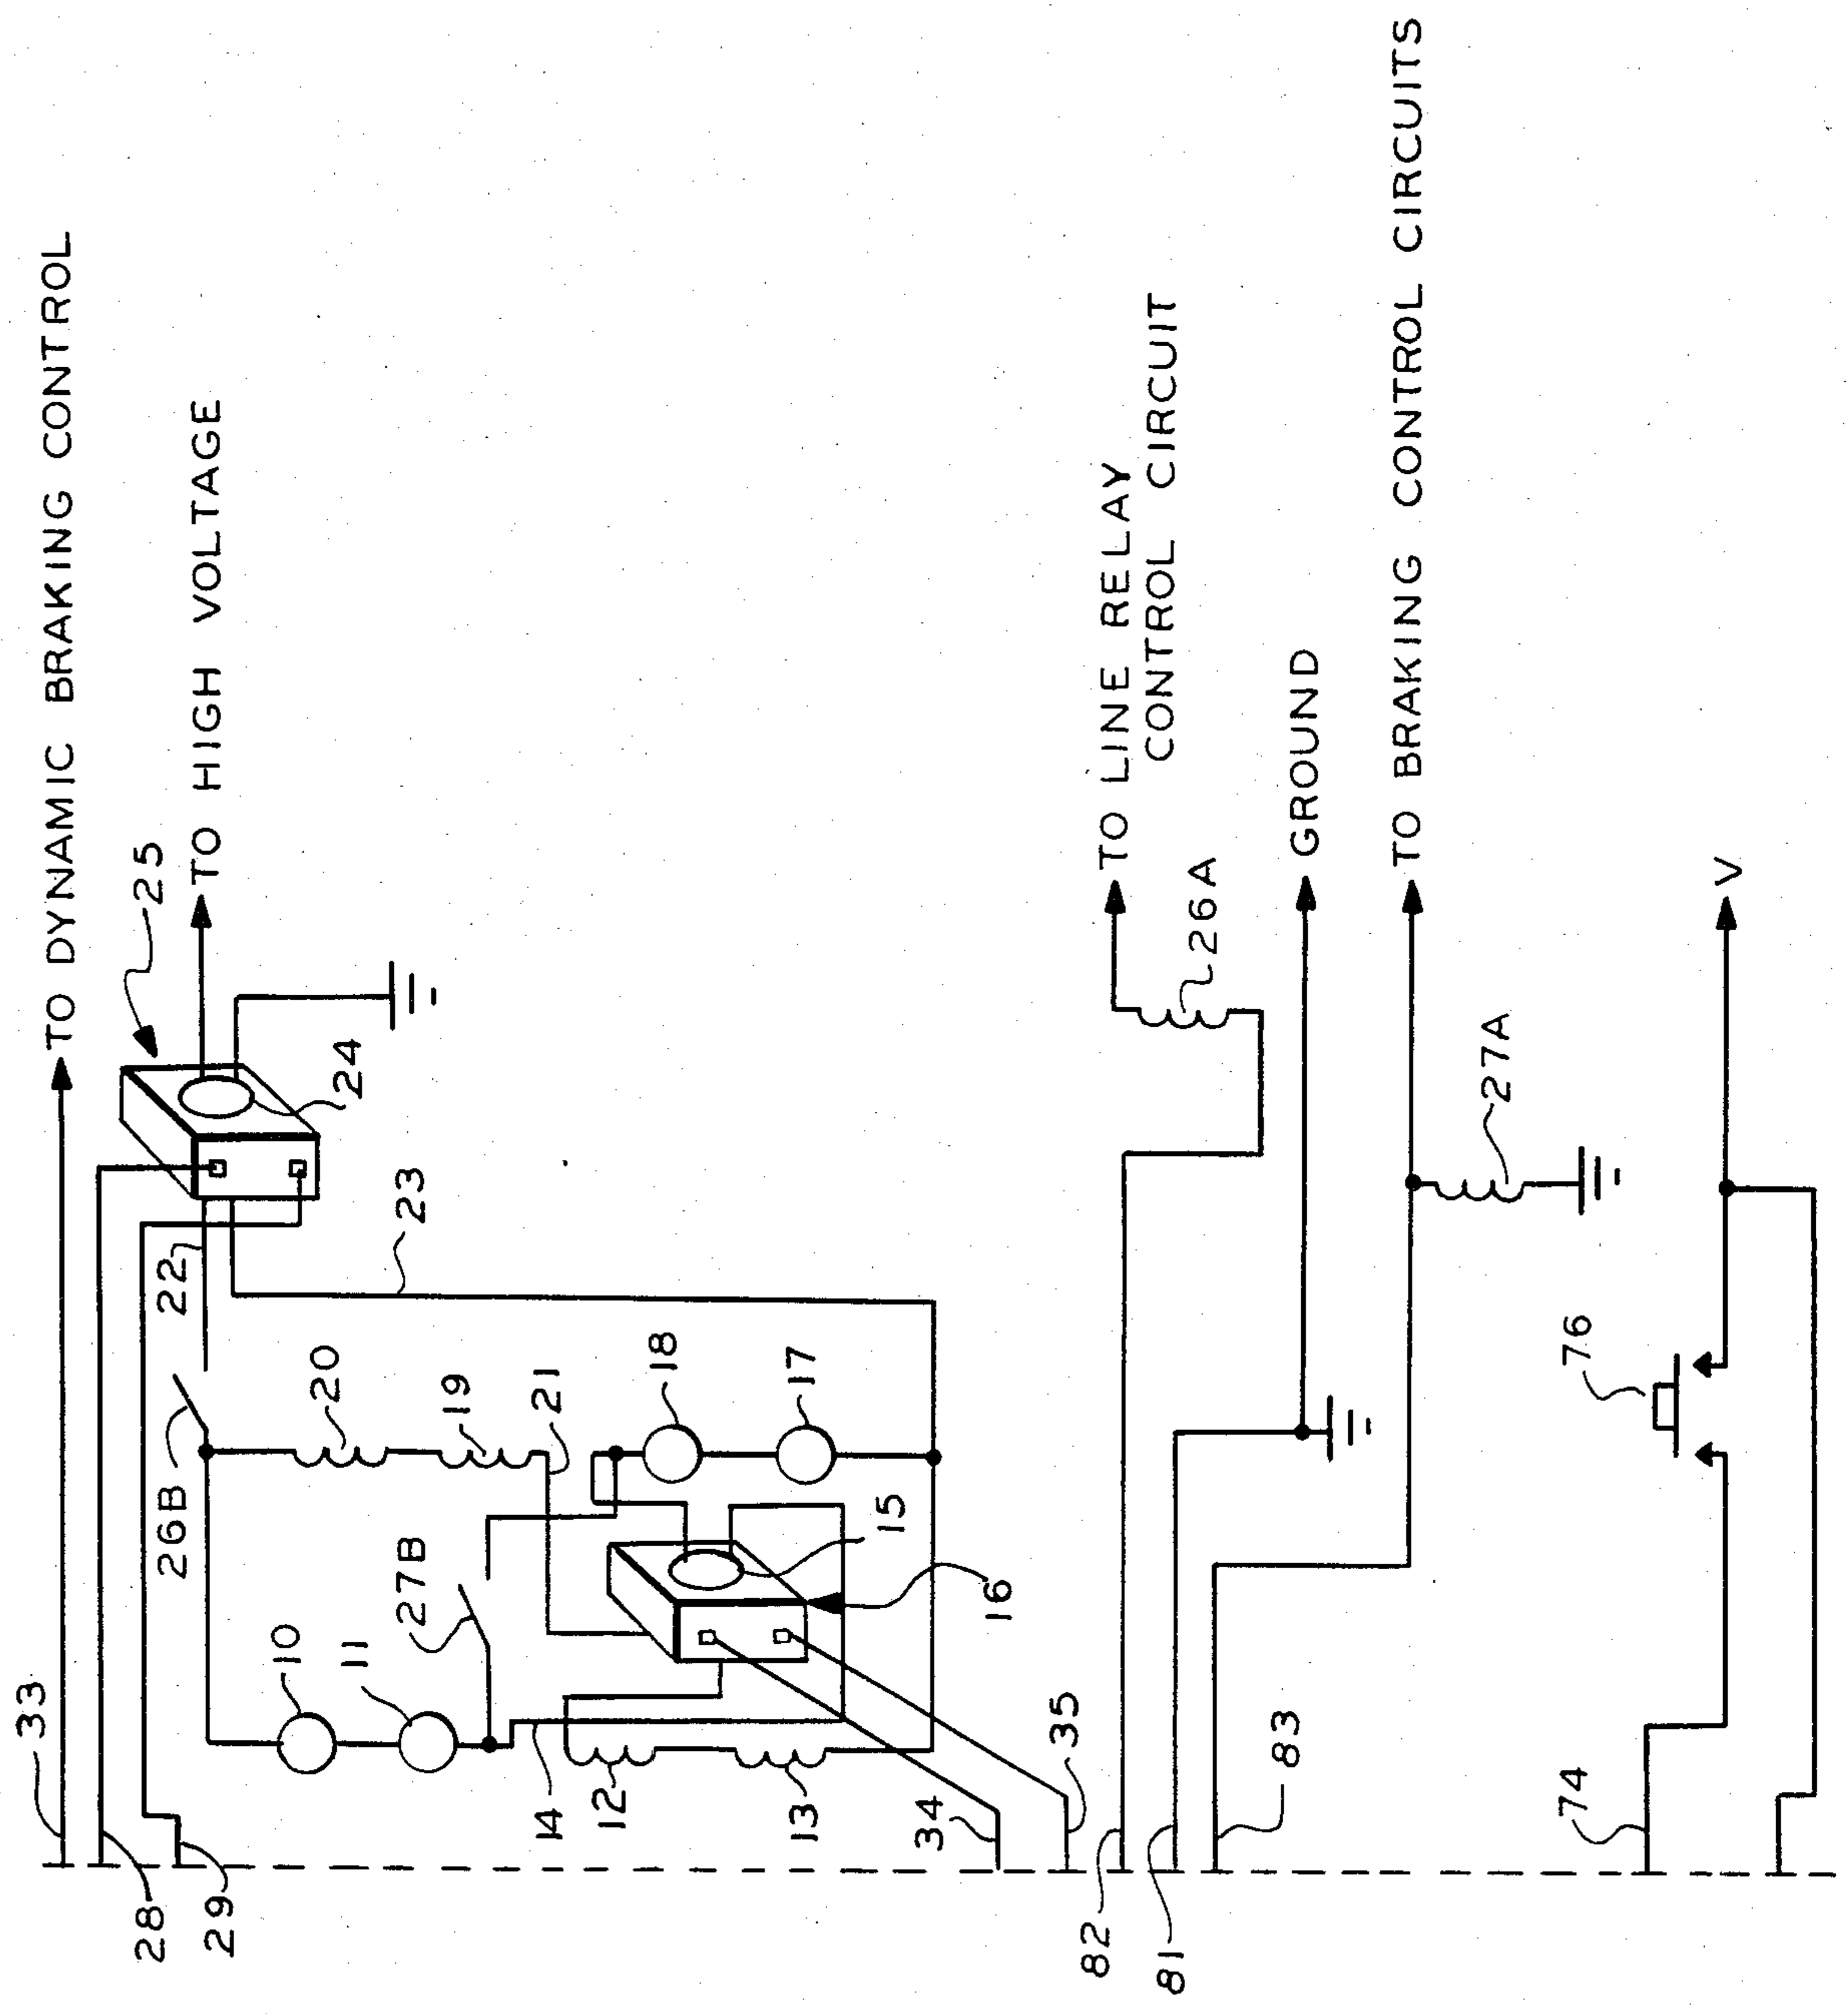 33
TO DYNAMIC BRAKING CONTROL
28
29
25
TO HIGH VOLTAGE
24
22
26B
23
20
19
21
18
17
10
11
27B
15
16
14
12
13
34
35
TO LINE RELAY
CONTROL CIRCUIT
26A
82
81
GROUND
83
TO BRAKING CONTROL CIRCUITS
27A
76
74
V